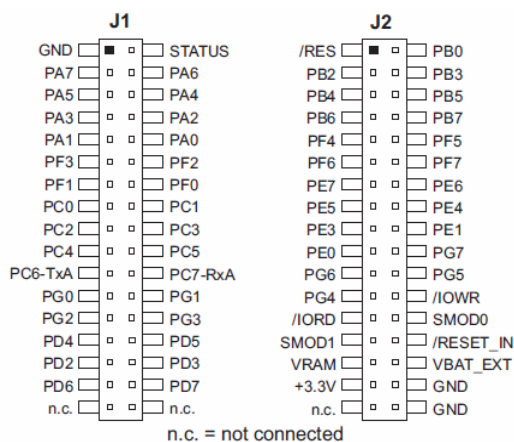 J1 J2
GND STATUS /RES PB0
PA7 PA6 PB2 PB3
PA5 PA4 PB4 PB5
PA3 PA2 PB6 PB7
PA1 PA0 PF4 PF5
PF3 PF2 PF6 PF7
PF1 PF0 PE7 PE6
PC0 PC1 PE5 PE4
PC2 PC3 PE3 PE1
PC4 PC5 PE0 PG7
PC6-TxA PC7-RxA PG6 PG5
PG0 PG1 PG4 /IOWR
PG2 PG3 /IORD SMOD0
PD4 PD5 SMOD1 /RESET_IN
PD2 PD3 VRAM VBAT_EXT
PD6 PD7 +3.3V GND
n.c. n.c. n.c. GND
n.c. = not connected